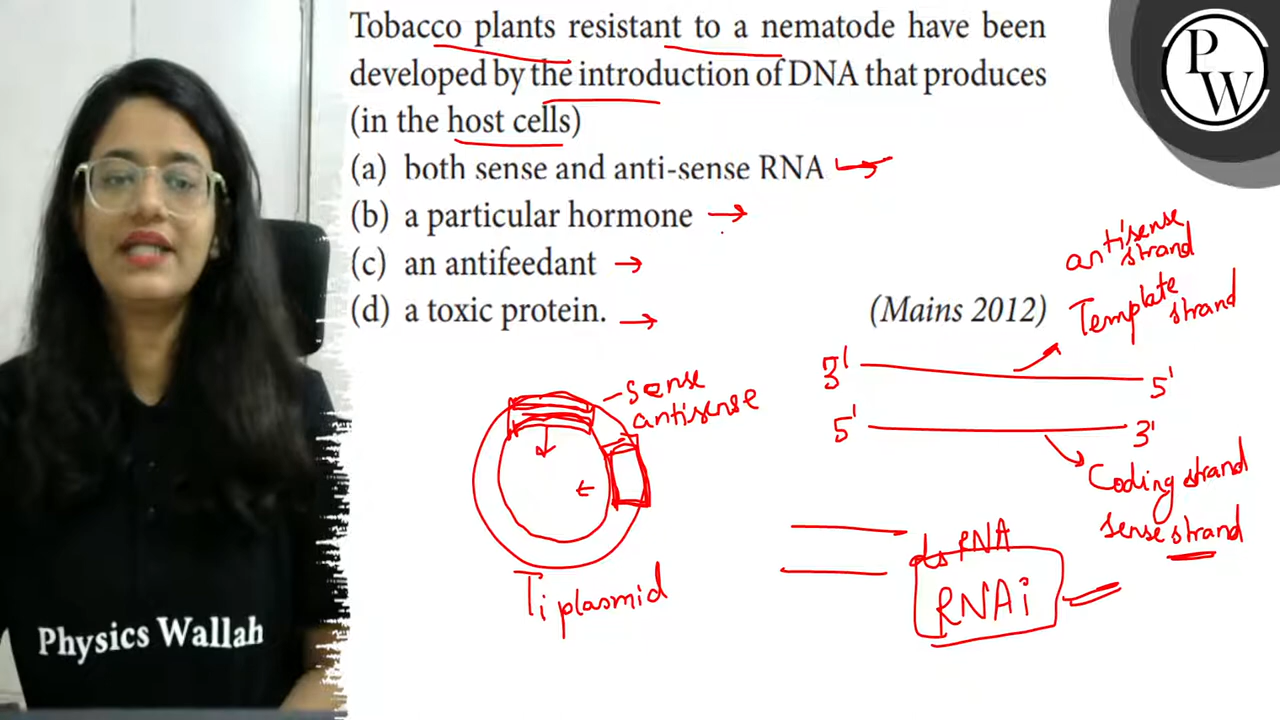 Tobacco plants resistant to a nematode have been
developed by the introduction of DNA that produces
(in the host cells)
(a) both sense and anti-sense RNA
(b) a particular hormone
(c) an antifeedant
(d) a toxic protein.
(Mains 2012)
PW
antisense
strand
Template
strand
3' 5'
5' 3'
Coding strand
sense strand
sense
antisense
Ti plasmid
ds RNA
RNAi
Physics Wallah